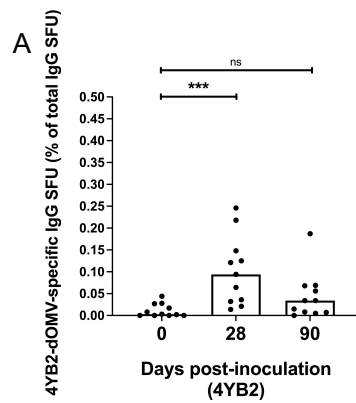 A
ns
***
4YB2-dOMV-specific IgG SFU (% of total IgG SFU)
0.50
0.45
0.40
0.35
0.30
0.25
0.20
0.15
0.10
0.05
0.00
0 28 90
Days post-inoculation
(4YB2)